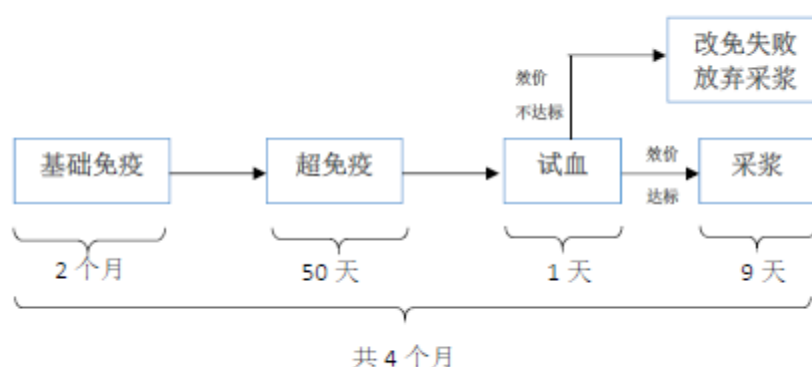 改免失败
放弃采浆
效价
不达标
基础免疫
超免疫
试血
效价
达标
采浆
2 个月
50 天
1 天
9 天
共 4 个月